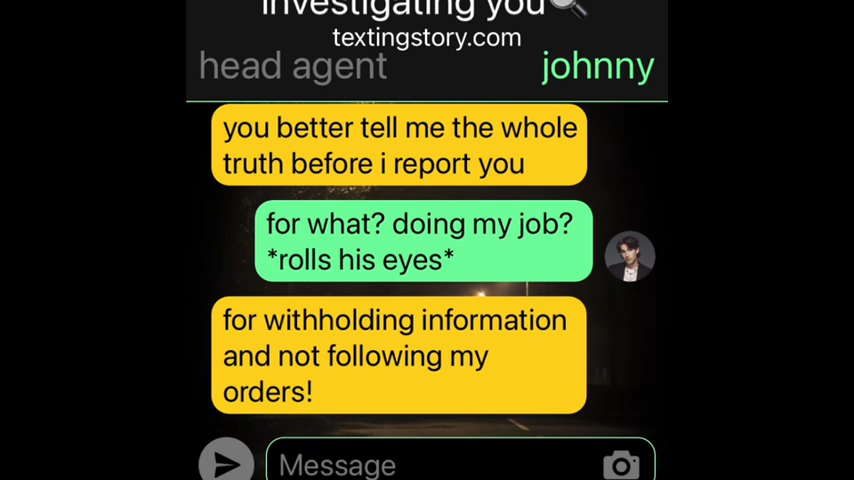 investigating you🔍
textingstory.com
head agent
johnny
you better tell me the whole
truth before i report you
for what? doing my job?
*rolls his eyes*
for withholding information
and not following my
orders!
Message